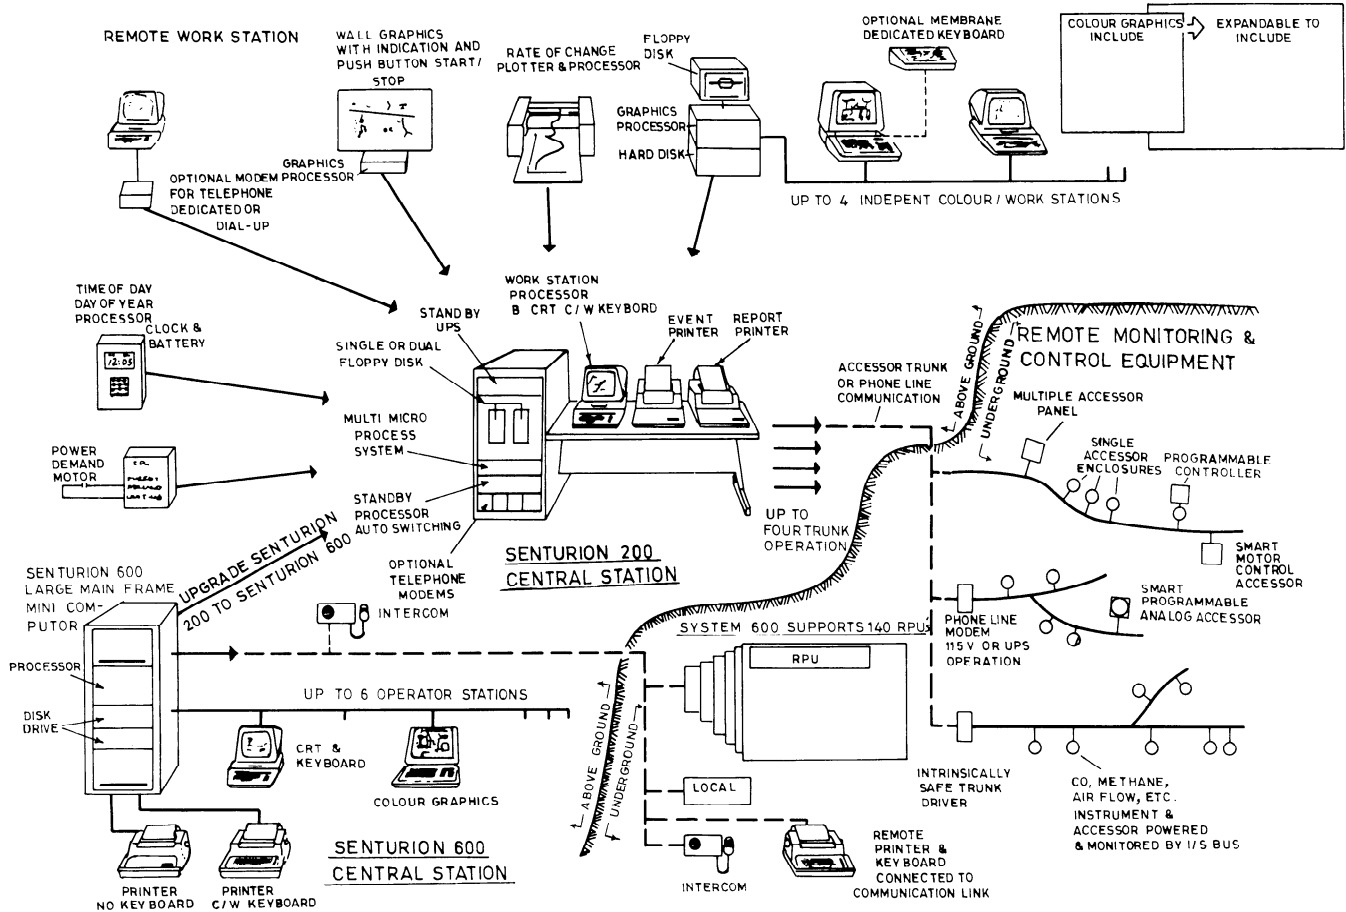 REMOTE WORK STATION
WALL GRAPHICS
WITH INDICATION AND
PUSH BUTTON START/
STOP
GRAPHICS
PROCESSOR
OPTIONAL MODEM
FOR TELEPHONE
DEDICATED OR
DIAL-UP
RATE OF CHANGE
PLOTTER & PROCESSOR
FLOPPY
DISK
GRAPHICS
PROCESSOR
HARD DISK
OPTIONAL MEMBRANE
DEDICATED KEYBOARD
COLOUR GRAPHICS
INCLUDE
EXPANDABLE TO
INCLUDE
UP TO 4 INDEPENT COLOUR / WORK STATIONS
TIME OF DAY
DAY OF YEAR
PROCESSOR
CLOCK &
BATTERY
12:05
POWER
DEMAND
MOTOR
STAND BY
UPS
SINGLE OR DUAL
FLOPPY DISK
MULTI MICRO
PROCESS
SYSTEM
STANDBY
PROCESSOR
AUTO SWITCHING
OPTIONAL
TELEPHONE
MODEMS
WORK STATION
PROCESSOR
B CRT C/W KEYBORD
EVENT
PRINTER
REPORT
PRINTER
SENTURION 200
CENTRAL STATION
ACCESSOR TRUNK
OR PHONE LINE
COMMUNICATION
UP TO
FOUR TRUNK
OPERATION
ABOVE GROUND
UNDERGROUND
REMOTE MONITORING &
CONTROL EQUIPMENT
MULTIPLE ACCESSOR
PANEL
SINGLE
ACCESSOR
ENCLOSURES
PROGRAMMABLE
CONTROLLER
SMART
MOTOR
CONTROL
ACCESSOR
SMART
PROGRAMMABLE
ANALOG ACCESSOR
PHONE LINE
MODEM
115 V OR UPS
OPERATION
INTRINSICALLY
SAFE TRUNK
DRIVER
CO, METHANE,
AIR FLOW, ETC.
INSTRUMENT &
ACCESSOR POWERED
& MONITORED BY I/S BUS
UPGRADE SENTURION
200 TO SENTURION 600
SENTURION 600
LARGE MAIN FRAME
MINI COM-
PUTOR
PROCESSOR
DISK
DRIVE
INTERCOM
UP TO 6 OPERATOR STATIONS
CRT &
KEYBOARD
COLOUR GRAPHICS
PRINTER
NO KEYBOARD
PRINTER
C/W KEYBOARD
SENTURION 600
CENTRAL STATION
ABOVE GROUND
UNDERGROUND
SYSTEM 600 SUPPORTS 140 RPU's
RPU
LOCAL
INTERCOM
REMOTE
PRINTER &
KEY BOARD
CONNECTED TO
COMMUNICATION LINK